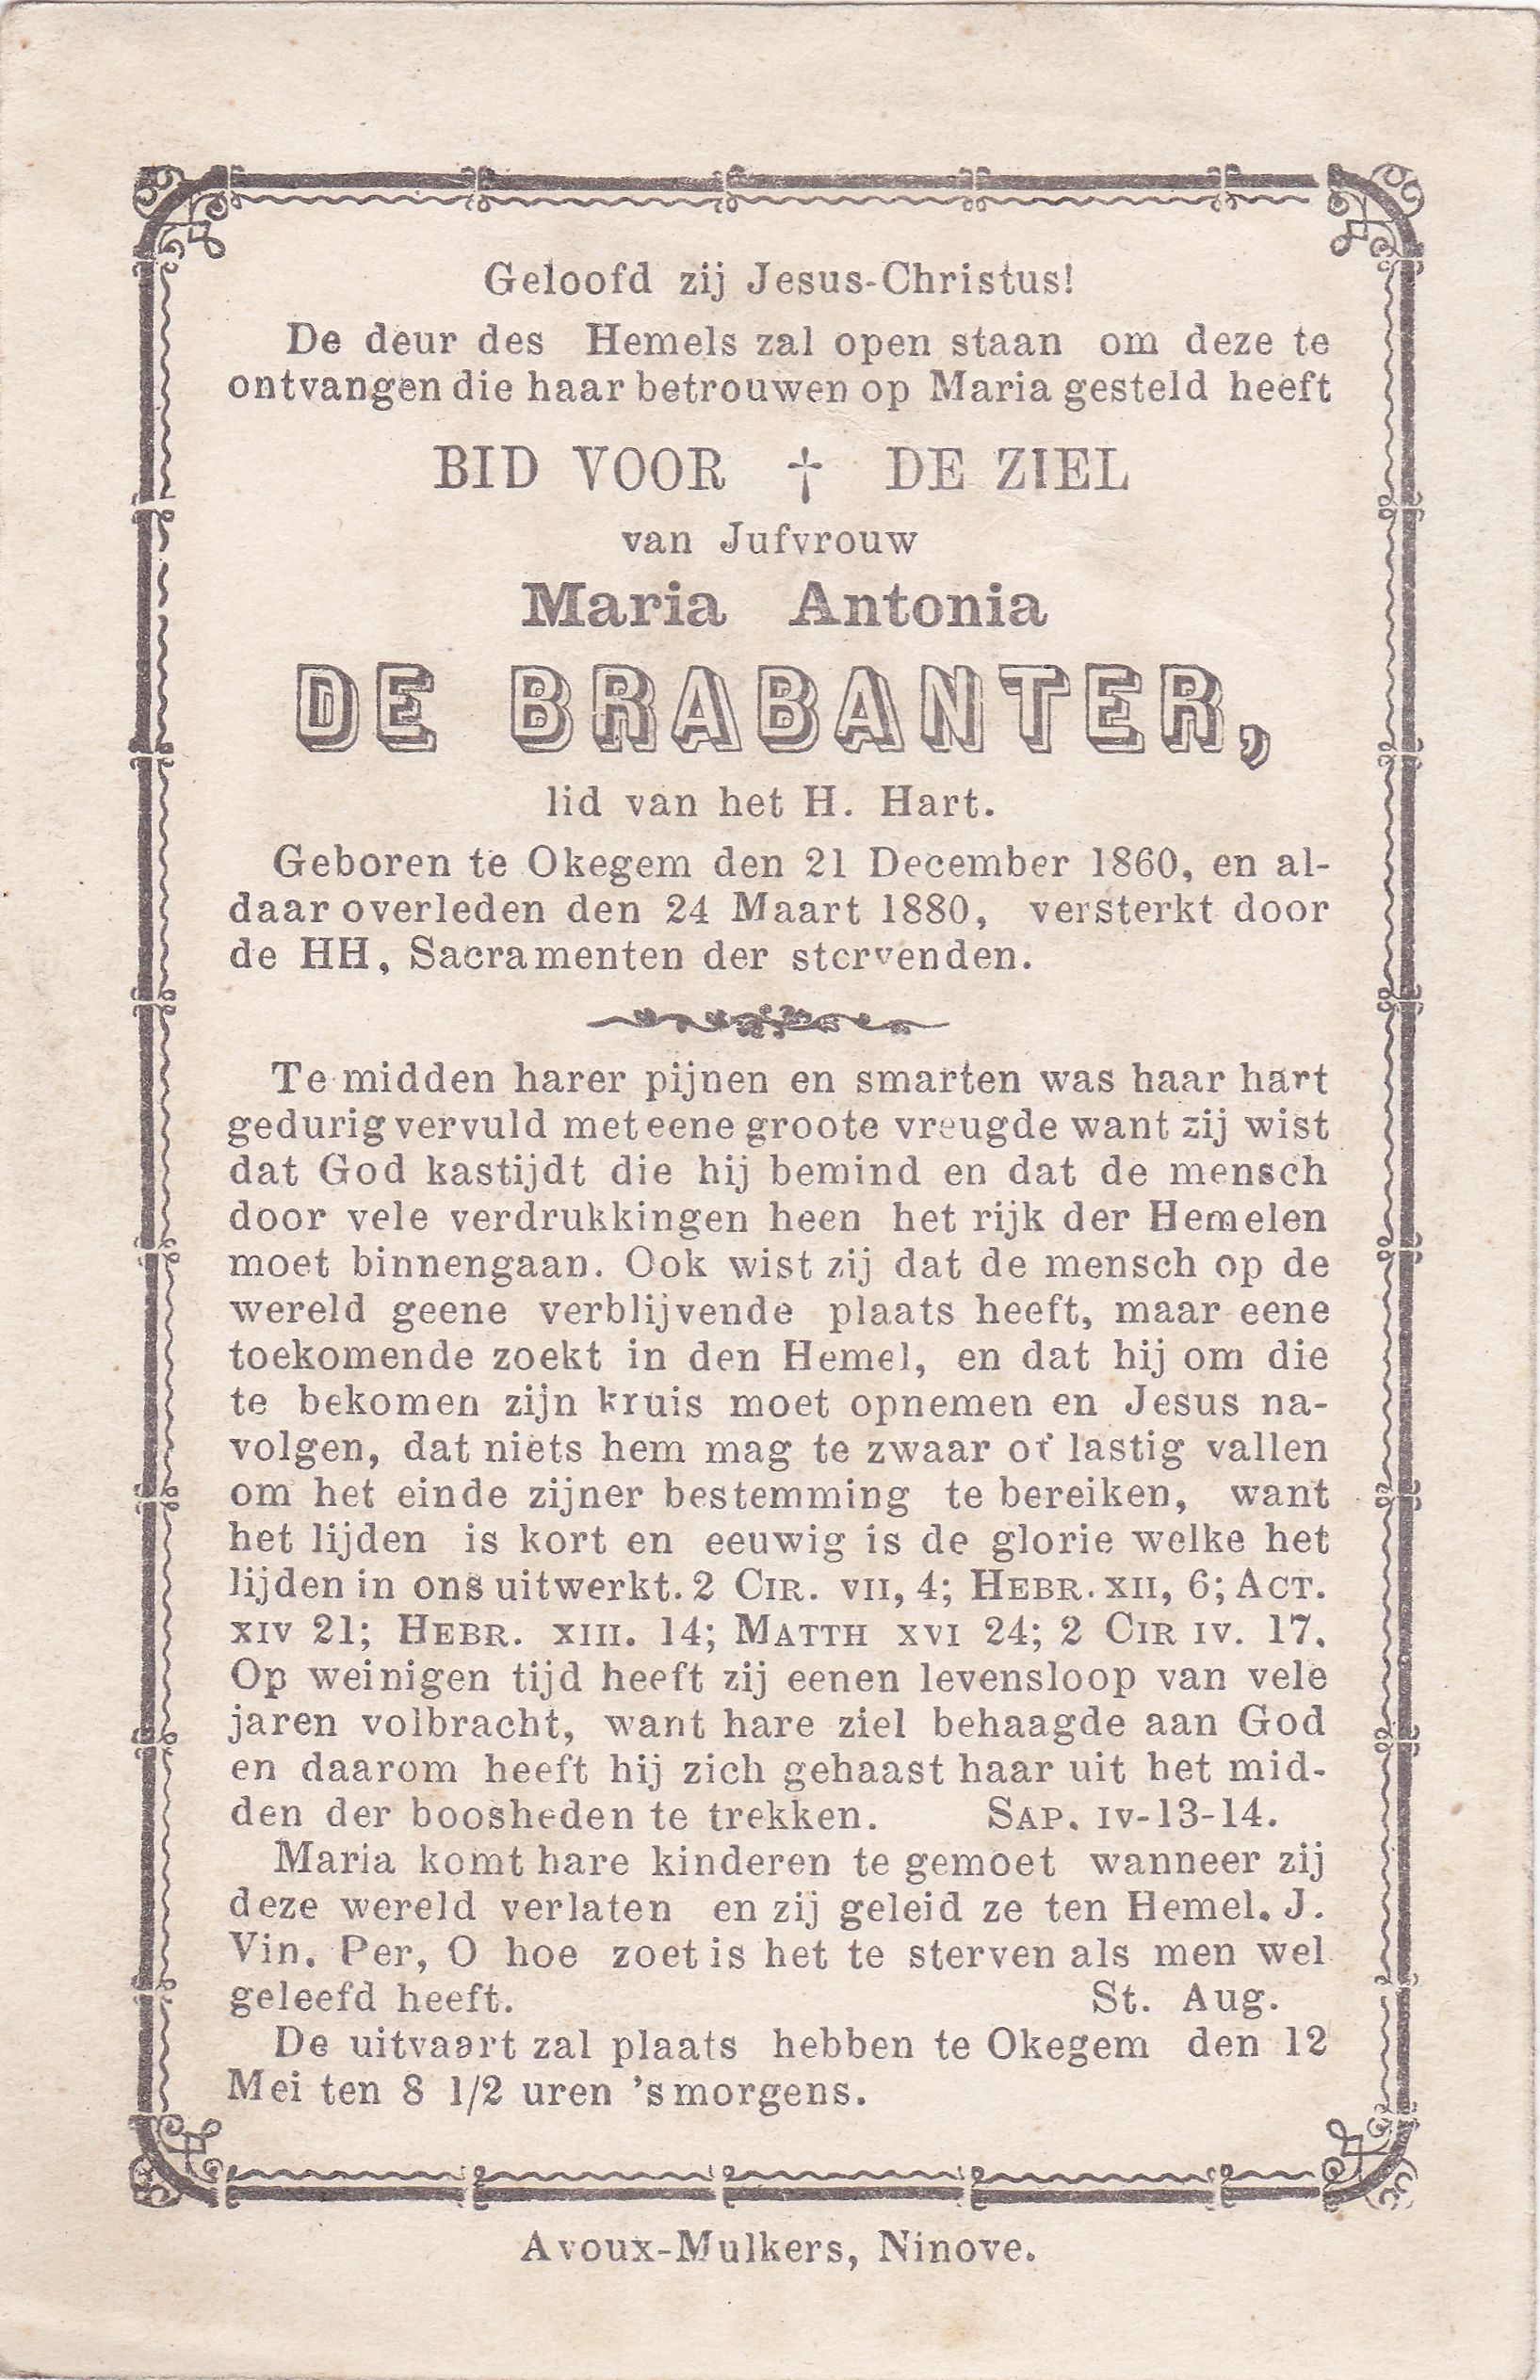 Geloofd zij Jesus-Christus!
De deur des Hemels zal open staan om deze te
ontvangen die haar betrouwen op Maria gesteld heeft
BID VOOR † DE ZIEL
van Jufvrouw
Maria Antonia
DE BRABANTER,
lid van het H. Hart.
Geboren te Okegem den 21 December 1860, en al-
daar overleden den 24 Maart 1880, versterkt door
de HH, Sacramenten der stervenden.
Te midden harer pijnen en smarten was haar hart
gedurig vervuld met eene groote vreugde want zij wist
dat God kastijdt die hij bemind en dat de mensch
door vele verdrukkingen heen het rijk der Hemelen
moet binnengaan. Ook wist zij dat de mensch op de
wereld geene verblijvende plaats heeft, maar eene
toekomende zoekt in den Hemel, en dat hij om die
te bekomen zijn kruis moet opnemen en Jesus na-
volgen, dat niets hem mag te zwaar of lastig vallen
om het einde zijner bestemming te bereiken, want
het lijden is kort en eeuwig is de glorie welke het
lijden in ons uitwerkt. 2 CIR. VII, 4; HEBR. XII, 6; ACT.
XIV 21; HEBR. XIII. 14; MATTH XVI 24; 2 CIR IV. 17.
Op weinigen tijd heeft zij eenen levensloop van vele
jaren volbracht, want hare ziel behaagde aan God
en daarom heeft hij zich gehaast haar uit het mid-
den der boosheden te trekken. SAP. IV-13-14.
Maria komt hare kinderen te gemoet wanneer zij
deze wereld verlaten en zij geleid ze ten Hemel. J.
Vin. Per, O hoe zoet is het te sterven als men wel
geleefd heeft. St. Aug.
De uitvaart zal plaats hebben te Okegem den 12
Mei ten 8 1/2 uren 's morgens.
Avoux-Mulkers, Ninove.